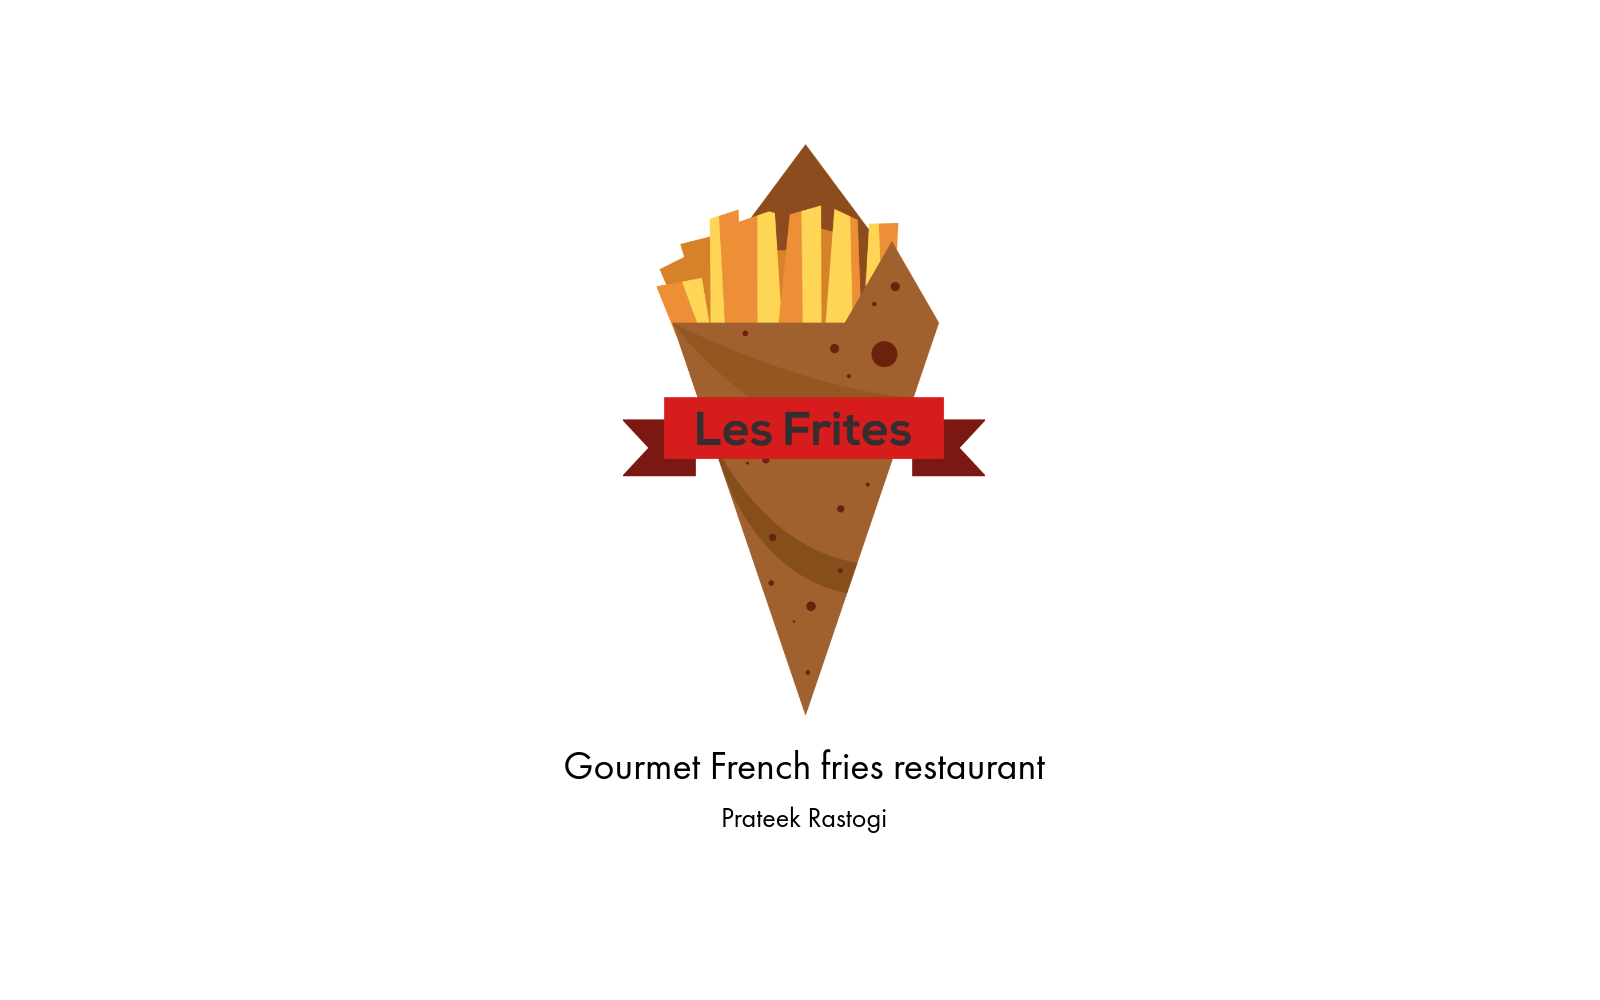 Les Frites
Gourmet French fries restaurant
Prateek Rastogi